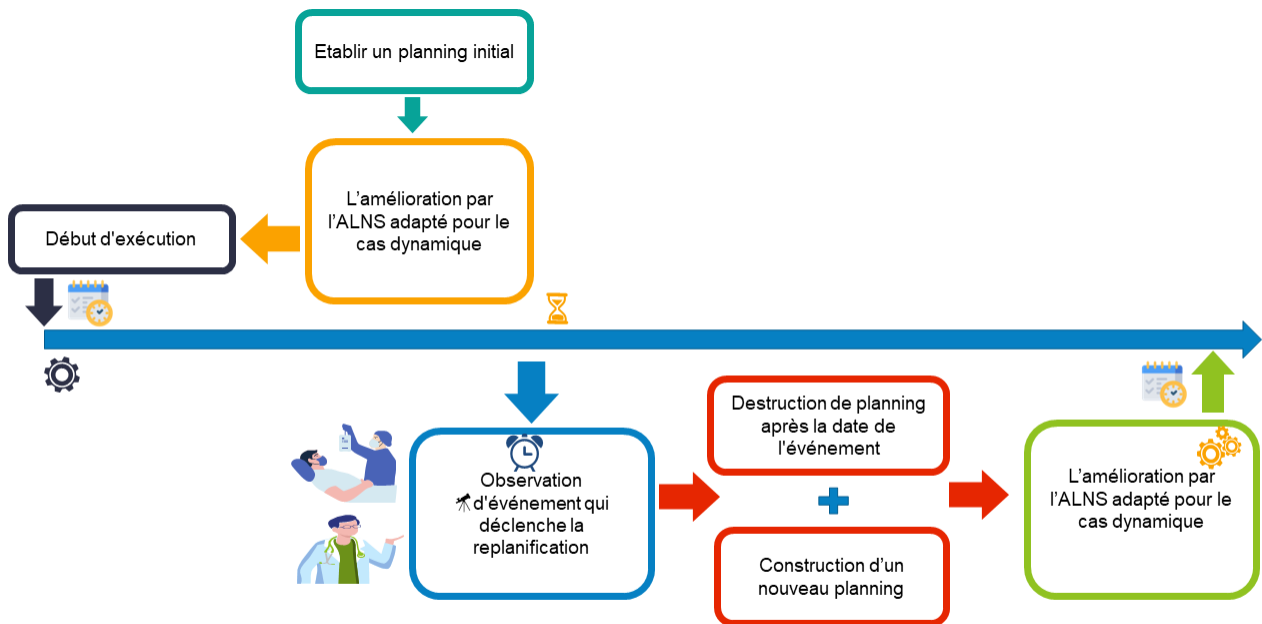 Etablir un planning initial
L'amélioration par
l'ALNS adapté pour le
cas dynamique
Début d'exécution
Observation
d'événement qui
déclenche la
replanification
Destruction de planning
après la date de
l'événement
Construction d'un
nouveau planning
L'amélioration par
l'ALNS adapté pour le
cas dynamique